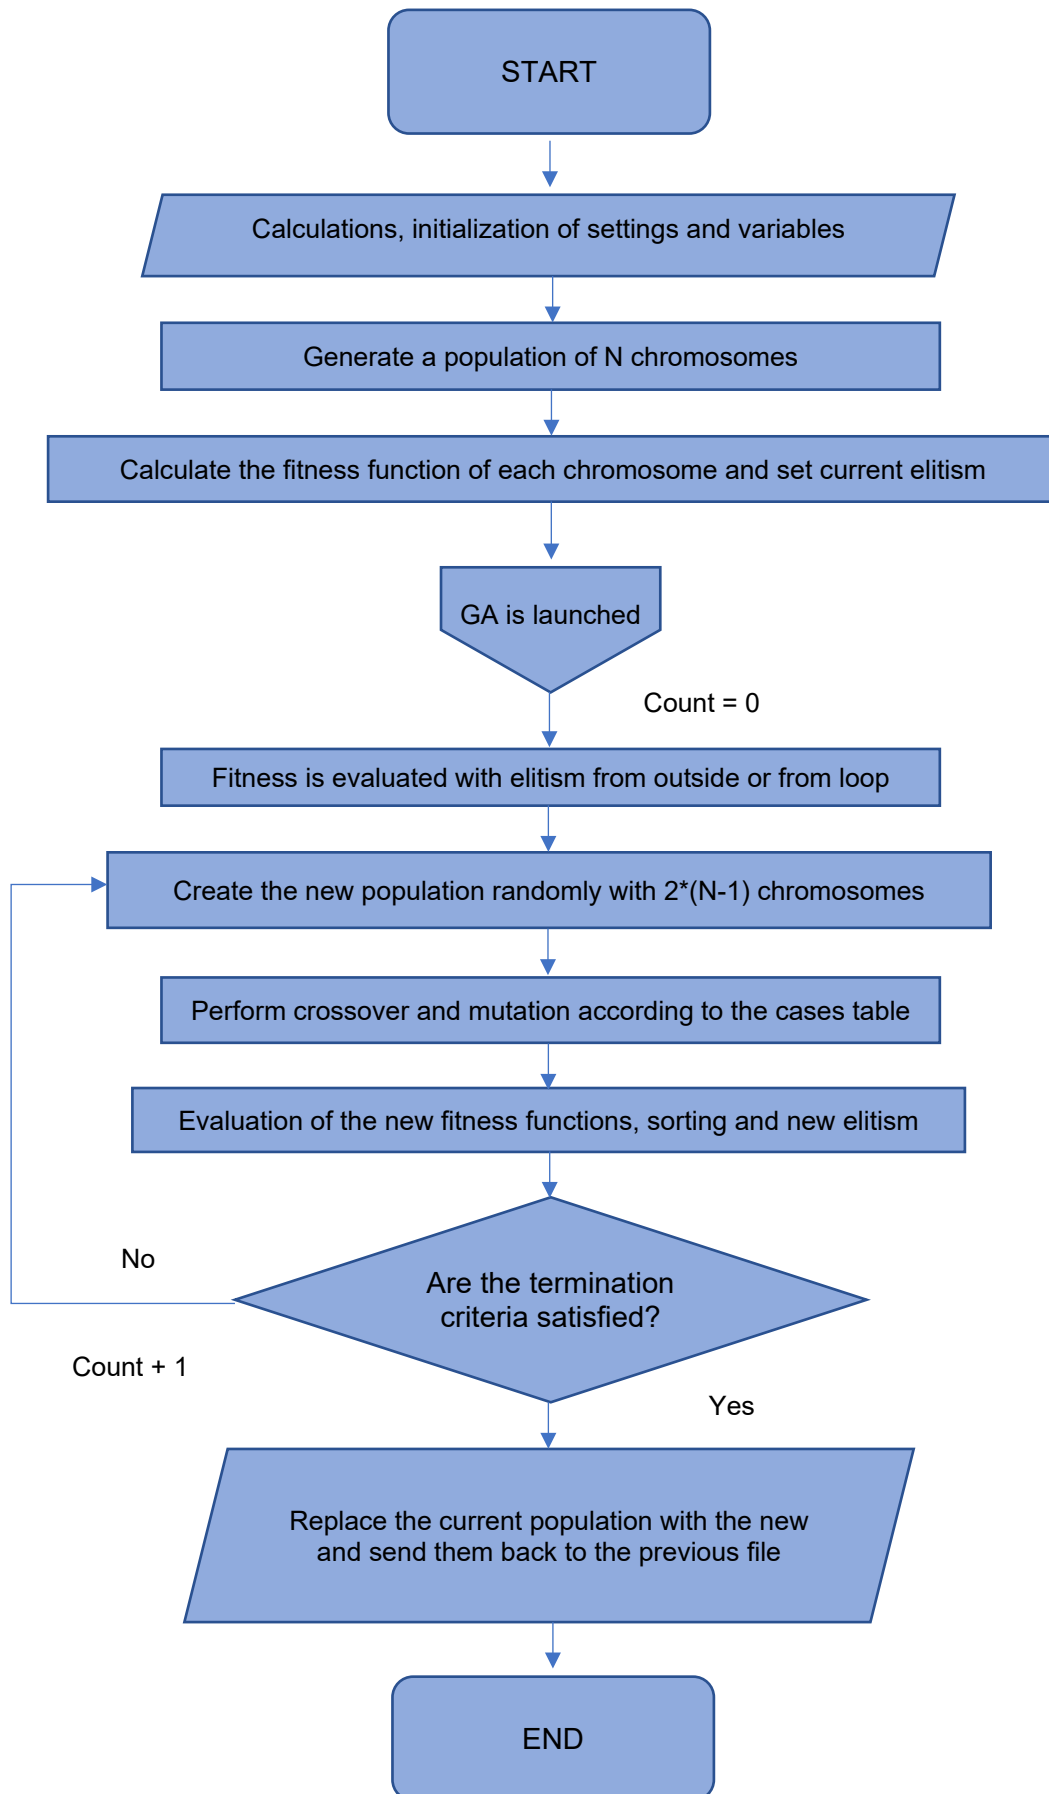 START
Calculations, initialization of settings and variables
Generate a population of N chromosomes
Calculate the fitness function of each chromosome and set current elitism
GA is launched
Count = 0
Fitness is evaluated with elitism from outside or from loop
Create the new population randomly with 2*(N-1) chromosomes
Perform crossover and mutation according to the cases table
Evaluation of the new fitness functions, sorting and new elitism
No
Are the termination
criteria satisfied?
Count + 1
Yes
Replace the current population with the new
and send them back to the previous file
END